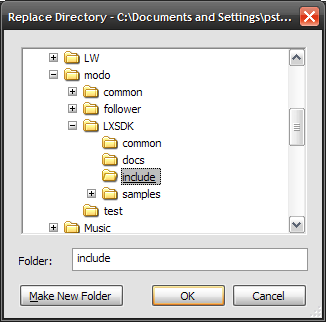 Replace Directory - C:\Documents and Settings\pst...
LW
modo
common
follower
LXSDK
common
docs
include
samples
test
Music
Folder: include
Make New Folder OK Cancel